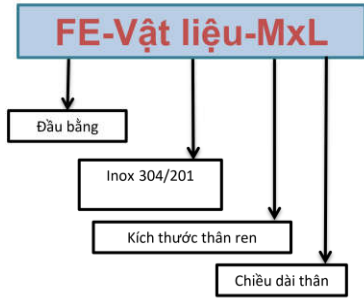 FE-Vật liệu-MxL
Đầu bằng
Inox 304/201
Kích thước thân ren
Chiều dài thân